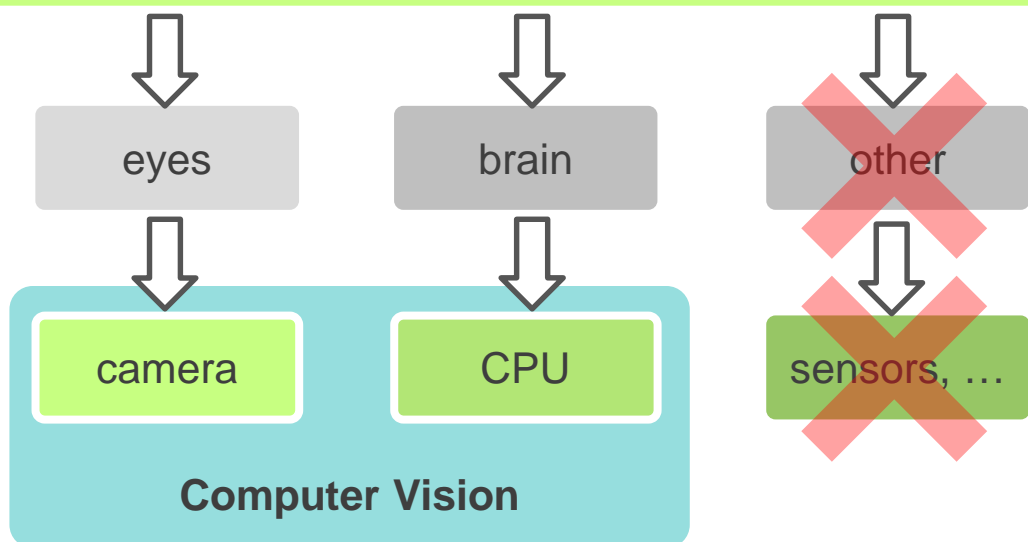 eyes
brain
other
camera
CPU
sensors, …
Computer Vision